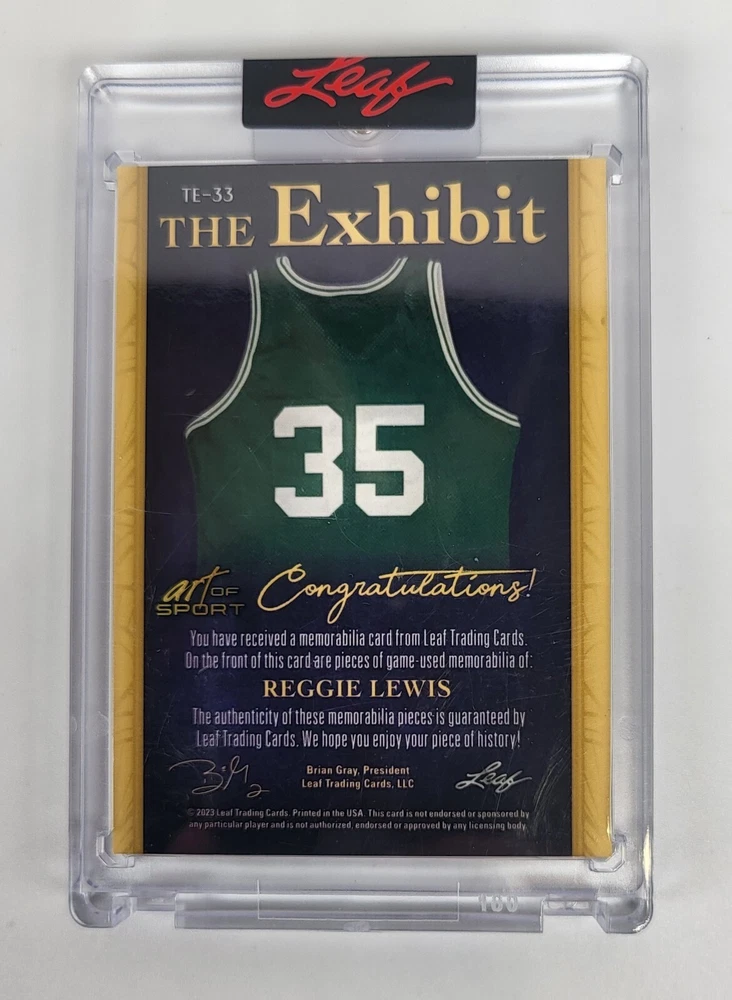 Leaf
TE-33
THE Exhibit
35
art OF
SPORT
Congratulations!
You have received a memorabilia card from Leaf Trading Cards.
On the front of this card are pieces of game-used memorabilia of:
REGGIE LEWIS
The authenticity of these memorabilia pieces is guaranteed by
Leaf Trading Cards. We hope you enjoy your piece of history!
Brian Gray, President
Leaf Trading Cards, LLC
Leaf
© 2023 Leaf Trading Cards. Printed in the USA. This card is not endorsed or sponsored by
any particular player and is not authorized, endorsed or approved by any licensing body